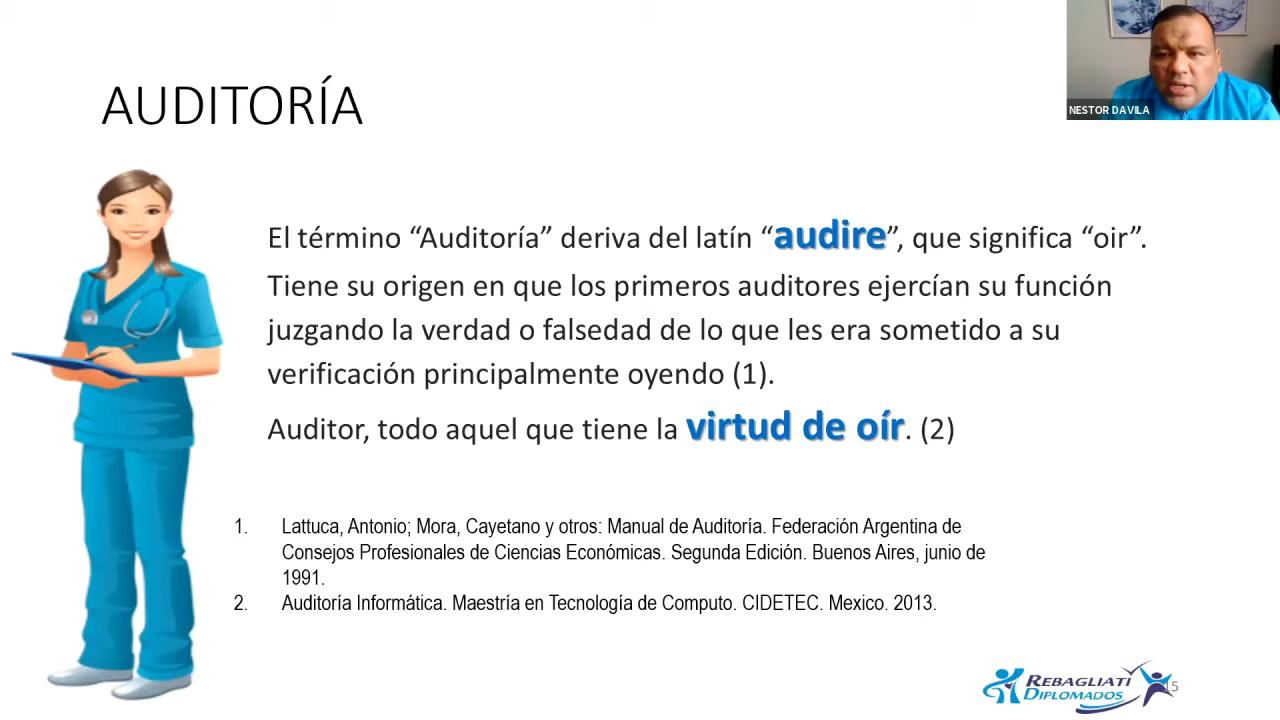 NESTOR DAVILA
AUDITORÍA
El término “Auditoría” deriva del latín “audire”, que significa “oir”.
Tiene su origen en que los primeros auditores ejercían su función
juzgando la verdad o falsedad de lo que les era sometido a su
verificación principalmente oyendo (1).
Auditor, todo aquel que tiene la virtud de oír. (2)
1. Lattuca, Antonio; Mora, Cayetano y otros: Manual de Auditoría. Federación Argentina de
Consejos Profesionales de Ciencias Económicas. Segunda Edición. Buenos Aires, junio de
1991.
2. Auditoría Informática. Maestría en Tecnología de Computo. CIDETEC. Mexico. 2013.
REBAGLIATI
DIPLOMADOS
15